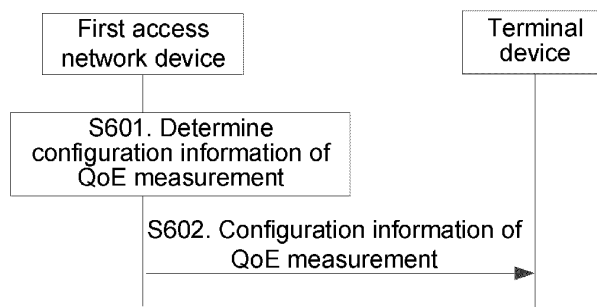 First access
network device
Terminal
device
S601. Determine
configuration information of
QoE measurement
S602. Configuration information of
QoE measurement